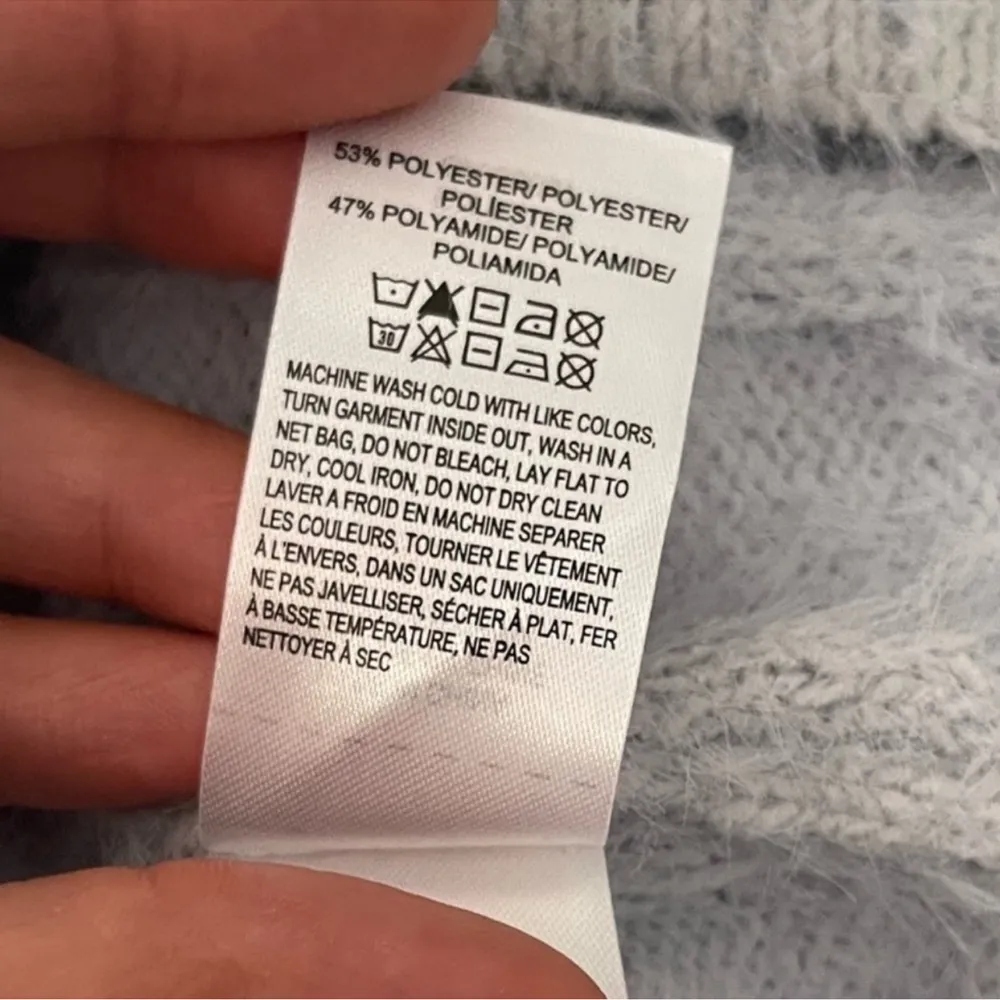 53% POLYESTER/ POLYESTER/
POLÍESTER
47% POLYAMIDE/ POLYAMIDE/
POLIAMIDA
30
MACHINE WASH COLD WITH LIKE COLORS,
TURN GARMENT INSIDE OUT, WASH IN A
NET BAG, DO NOT BLEACH, LAY FLAT TO
DRY, COOL IRON, DO NOT DRY CLEAN
LAVER A FROID EN MACHINE SEPARER
LES COULEURS, TOURNER LE VÊTEMENT
À L'ENVERS, DANS UN SAC UNIQUEMENT,
NE PAS JAVELLISER, SÉCHER À PLAT, FER
À BASSE TEMPÉRATURE, NE PAS
NETTOYER À SEC